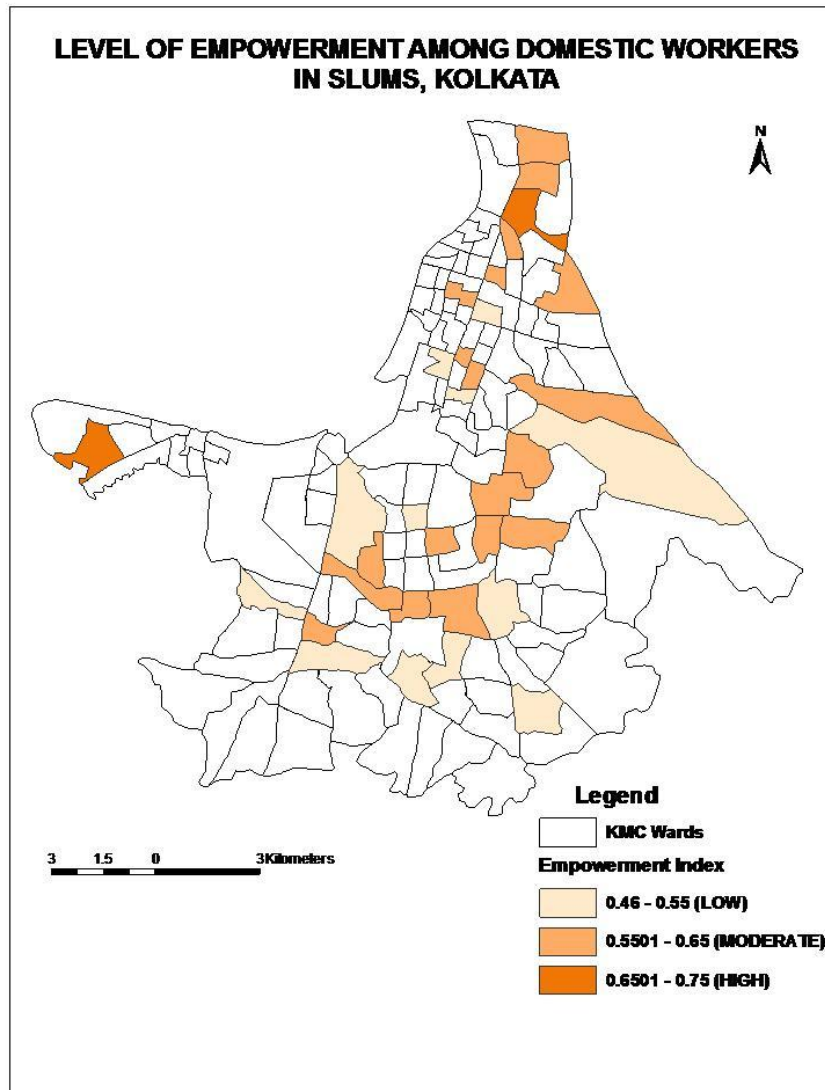 LEVEL OF EMPOWERMENT AMONG DOMESTIC WORKERS
IN SLUMS, KOLKATA
N
Legend
KMC Wards
Empowerment Index
0.46 - 0.55 (LOW)
0.5501 - 0.65 (MODERATE)
0.6501 - 0.75 (HIGH)
3 1.5 0 3Kilometers